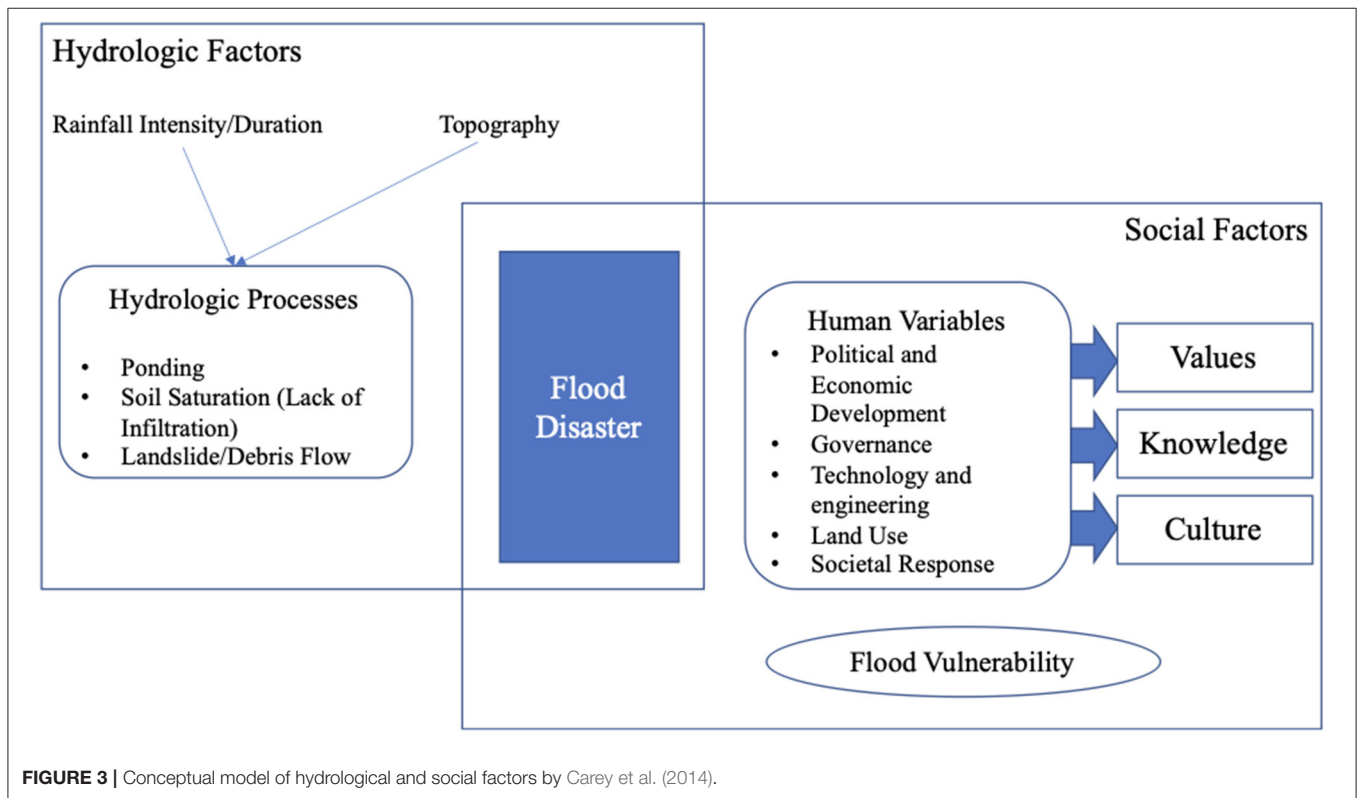 Hydrologic Factors
Rainfall Intensity/Duration
Topography
Hydrologic Processes
• Ponding
• Soil Saturation (Lack of
Infiltration)
• Landslide/Debris Flow
Flood
Disaster
Social Factors
Human Variables
• Political and
Economic
Development
• Governance
• Technology and
engineering
• Land Use
• Societal Response
Values
Knowledge
Culture
Flood Vulnerability
FIGURE 3 | Conceptual model of hydrological and social factors by Carey et al. (2014).